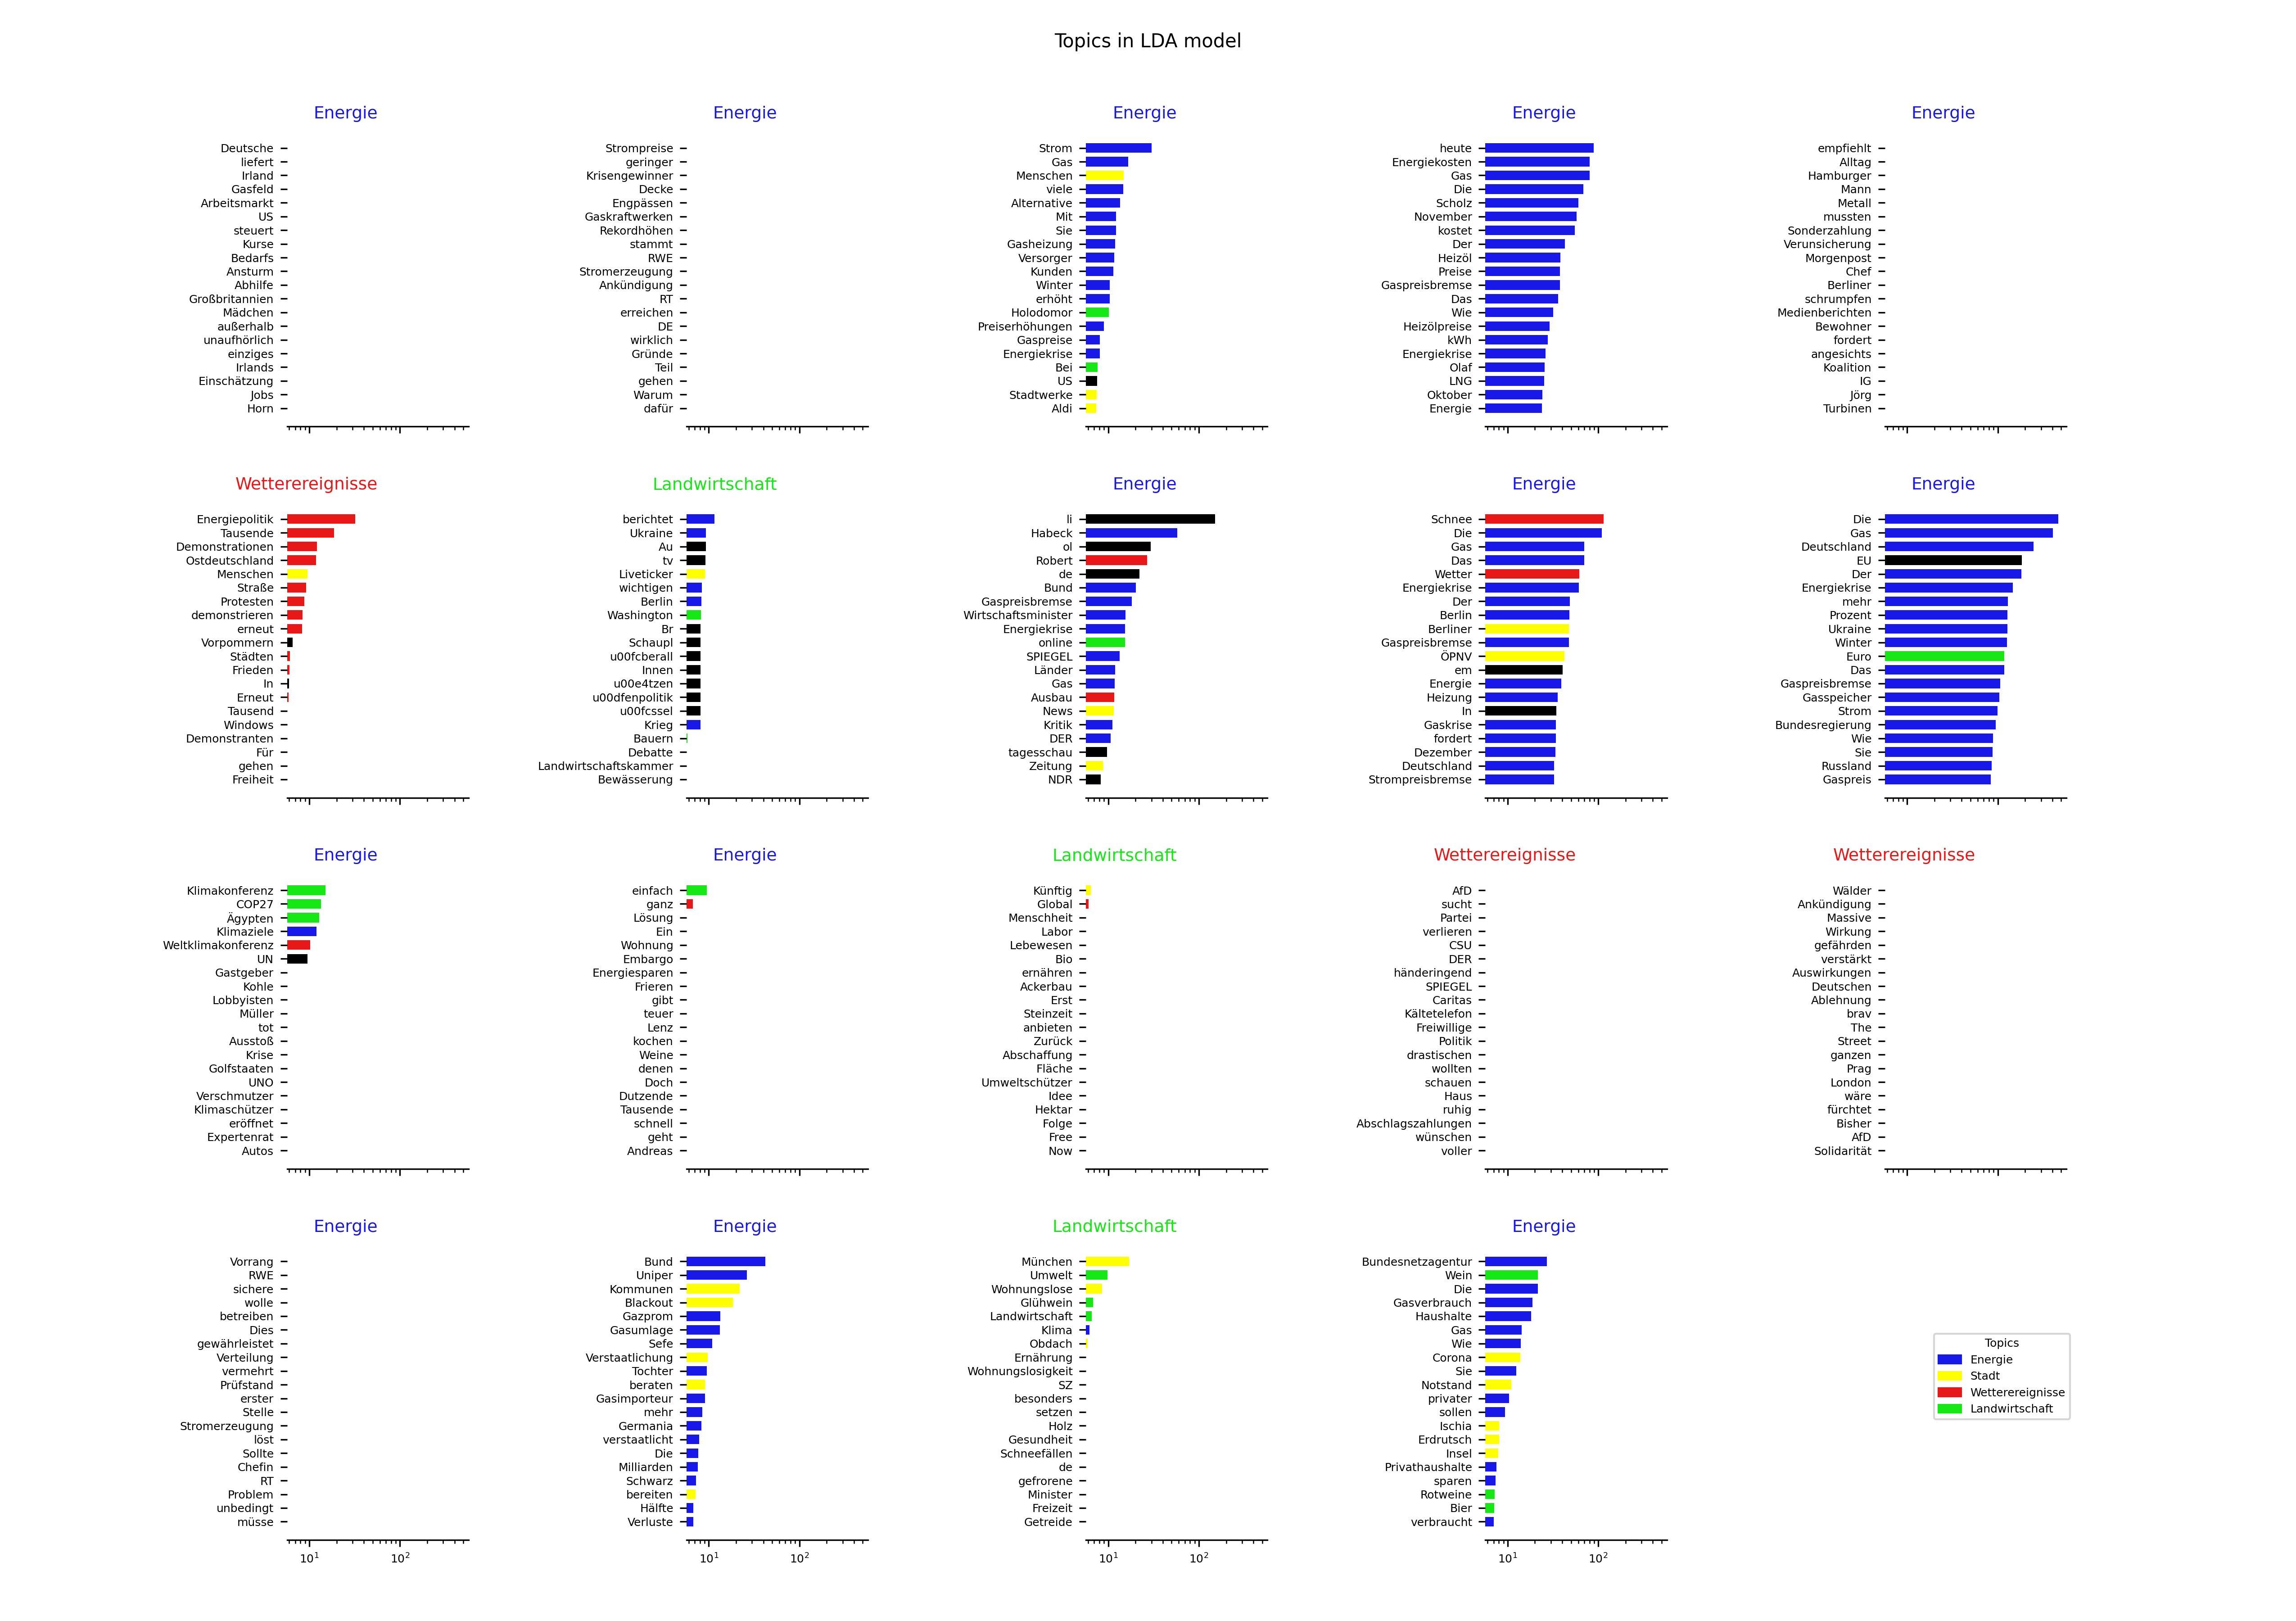 Topics in LDA model
Energie
Deutsche
liefert
Irland
Gasfeld
Arbeitsmarkt
US
steuert
Kurse
Bedarfs
Ansturm
Abhilfe
Großbritannien
Mädchen
außerhalb
unaufhörlich
einziges
Irlands
Einschätzung
Jobs
Horn
Energie
Strompreise
geringer
Krisengewinner
Decke
Engpässen
Gaskraftwerken
Rekordhöhen
stammt
RWE
Stromerzeugung
Ankündigung
RT
erreichen
DE
wirklich
Gründe
Teil
gehen
Warum
dafür
Energie
Strom
Gas
Menschen
viele
Alternative
Mit
Sie
Gasheizung
Versorger
Kunden
Winter
erhöht
Holodomor
Preiserhöhungen
Gaspreise
Energiekrise
Bei
US
Stadtwerke
Aldi
Energie
heute
Energiekosten
Gas
Die
Scholz
November
kostet
Der
Heizöl
Preise
Gaspreisbremse
Das
Wie
Heizölpreise
kWh
Energiekrise
Olaf
LNG
Oktober
Energie
Energie
empfiehlt
Alltag
Hamburger
Mann
Metall
mussten
Sonderzahlung
Verunsicherung
Morgenpost
Chef
Berliner
schrumpfen
Medienberichten
Bewohner
fordert
angesichts
Koalition
IG
Jörg
Turbinen
Wetterereignisse
Energiepolitik
Tausende
Demonstrationen
Ostdeutschland
Menschen
Straße
Protesten
demonstrieren
erneut
Vorpommern
Städten
Frieden
In
Erneut
Tausend
Windows
Demonstranten
Für
gehen
Freiheit
Landwirtschaft
berichtet
Ukraine
Au
tv
Liveticker
wichtigen
Berlin
Washington
Br
Schaupl
u00fcberall
Innen
u00e4tzen
u00dfenpolitik
u00fcssel
Krieg
Bauern
Debatte
Landwirtschaftskammer
Bewässerung
Energie
li
Habeck
ol
Robert
de
Bund
Gaspreisbremse
Wirtschaftsminister
Energiekrise
online
SPIEGEL
Länder
Gas
Ausbau
News
Kritik
DER
tagesschau
Zeitung
NDR
Energie
Schnee
Die
Gas
Das
Wetter
Energiekrise
Der
Berlin
Berliner
Gaspreisbremse
ÖPNV
em
Energie
Heizung
In
Gaskrise
fordert
Dezember
Deutschland
Strompreisbremse
Energie
Die
Gas
Deutschland
EU
Der
Energiekrise
mehr
Prozent
Ukraine
Winter
Euro
Das
Gaspreisbremse
Gasspeicher
Strom
Bundesregierung
Wie
Sie
Russland
Gaspreis
Energie
Klimakonferenz
COP27
Ägypten
Klimaziele
Weltklimakonferenz
UN
Gastgeber
Kohle
Lobbyisten
Müller
tot
Ausstoß
Krise
Golfstaaten
UNO
Verschmutzer
Klimaschützer
eröffnet
Expertenrat
Autos
Energie
einfach
ganz
Lösung
Ein
Wohnung
Embargo
Energiesparen
Frieren
gibt
teuer
Lenz
kochen
Weine
denen
Doch
Dutzende
Tausende
schnell
geht
Andreas
Landwirtschaft
Künftig
Global
Menschheit
Labor
Lebewesen
Bio
ernähren
Ackerbau
Erst
Steinzeit
anbieten
Zurück
Abschaffung
Fläche
Umweltschützer
Idee
Hektar
Folge
Free
Now
Wetterereignisse
AfD
sucht
Partei
verlieren
CSU
DER
händeringend
SPIEGEL
Caritas
Kältetelefon
Freiwillige
Politik
drastischen
wollten
schauen
Haus
ruhig
Abschlagszahlungen
wünschen
voller
Wetterereignisse
Wälder
Ankündigung
Massive
Wirkung
gefährden
verstärkt
Auswirkungen
Deutschen
Ablehnung
brav
The
Street
ganzen
Prag
London
wäre
fürchtet
Bisher
AfD
Solidarität
Energie
Vorrang
RWE
sichere
wolle
betreiben
Dies
gewährleistet
Verteilung
vermehrt
Prüfstand
erster
Stelle
Stromerzeugung
löst
Sollte
Chefin
RT
Problem
unbedingt
müsse
10¹ 10²
Energie
Bund
Uniper
Kommunen
Blackout
Gazprom
Gasumlage
Sefe
Verstaatlichung
Tochter
beraten
Gasimporteur
mehr
Germania
verstaatlicht
Die
Milliarden
Schwarz
bereiten
Hälfte
Verluste
10¹ 10²
Landwirtschaft
München
Umwelt
Wohnungslose
Glühwein
Landwirtschaft
Klima
Obdach
Ernährung
Wohnungslosigkeit
SZ
besonders
setzen
Holz
Gesundheit
Schneefällen
de
gefrorene
Minister
Freizeit
Getreide
10¹ 10²
Energie
Bundesnetzagentur
Wein
Die
Gasverbrauch
Haushalte
Gas
Wie
Corona
Sie
Notstand
privater
sollen
Ischia
Erdrutsch
Insel
Privathaushalte
sparen
Rotweine
Bier
verbraucht
10¹ 10²
Topics
Energie
Stadt
Wetterereignisse
Landwirtschaft